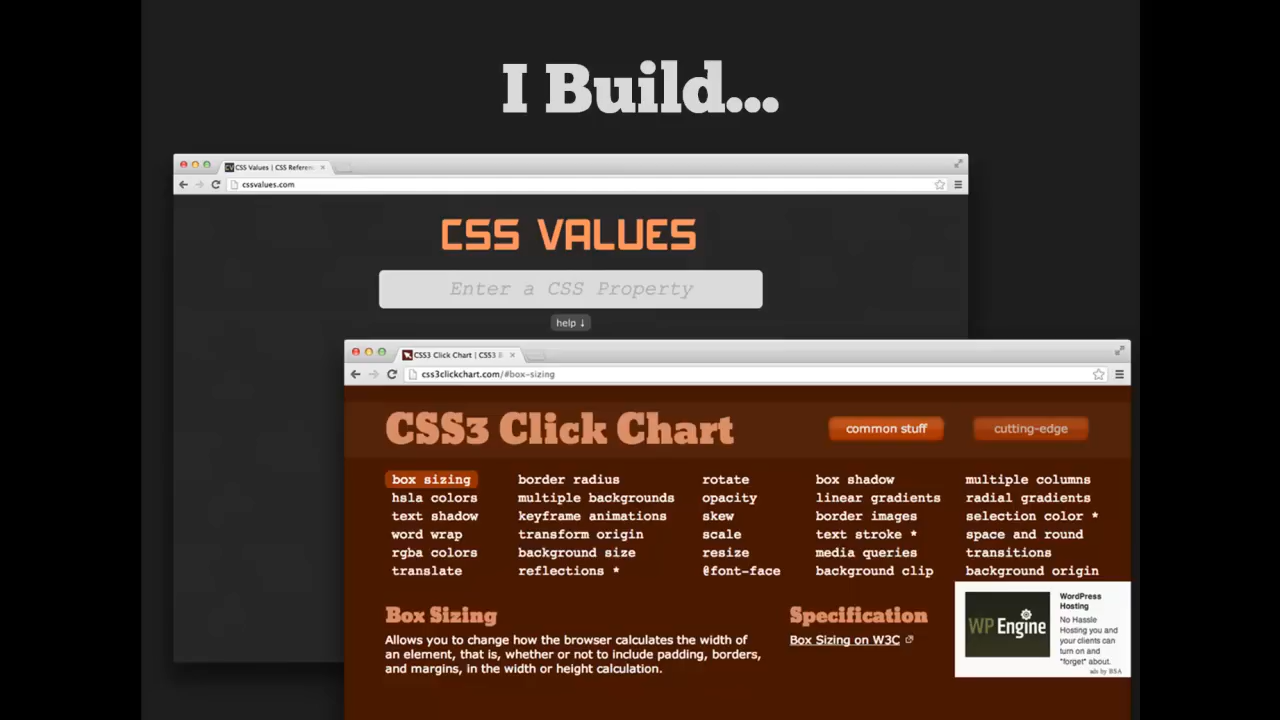 I Build...
CSS Values | CSS Referen
cssvalues.com
CSS VALUES
Enter a CSS Property
help ↓
CSS3 Click Chart | CSS3 B
css3clickchart.com/#box-sizing
CSS3 Click Chart
common stuff
cutting-edge
box sizing border radius rotate box shadow multiple columns
hsla colors multiple backgrounds opacity linear gradients radial gradients
text shadow keyframe animations skew border images selection color *
word wrap transform origin scale text stroke * space and round
rgba colors background size resize media queries transitions
translate reflections * @font-face background clip background origin
Box Sizing
Allows you to change how the browser calculates the width of
an element, that is, whether or not to include padding, borders,
and margins, in the width or height calculation.
Specification
Box Sizing on W3C
WP Engine
WordPress
Hosting
No Hassle
Hosting you and
your clients can
turn on and
"forget" about.
ads by BSA